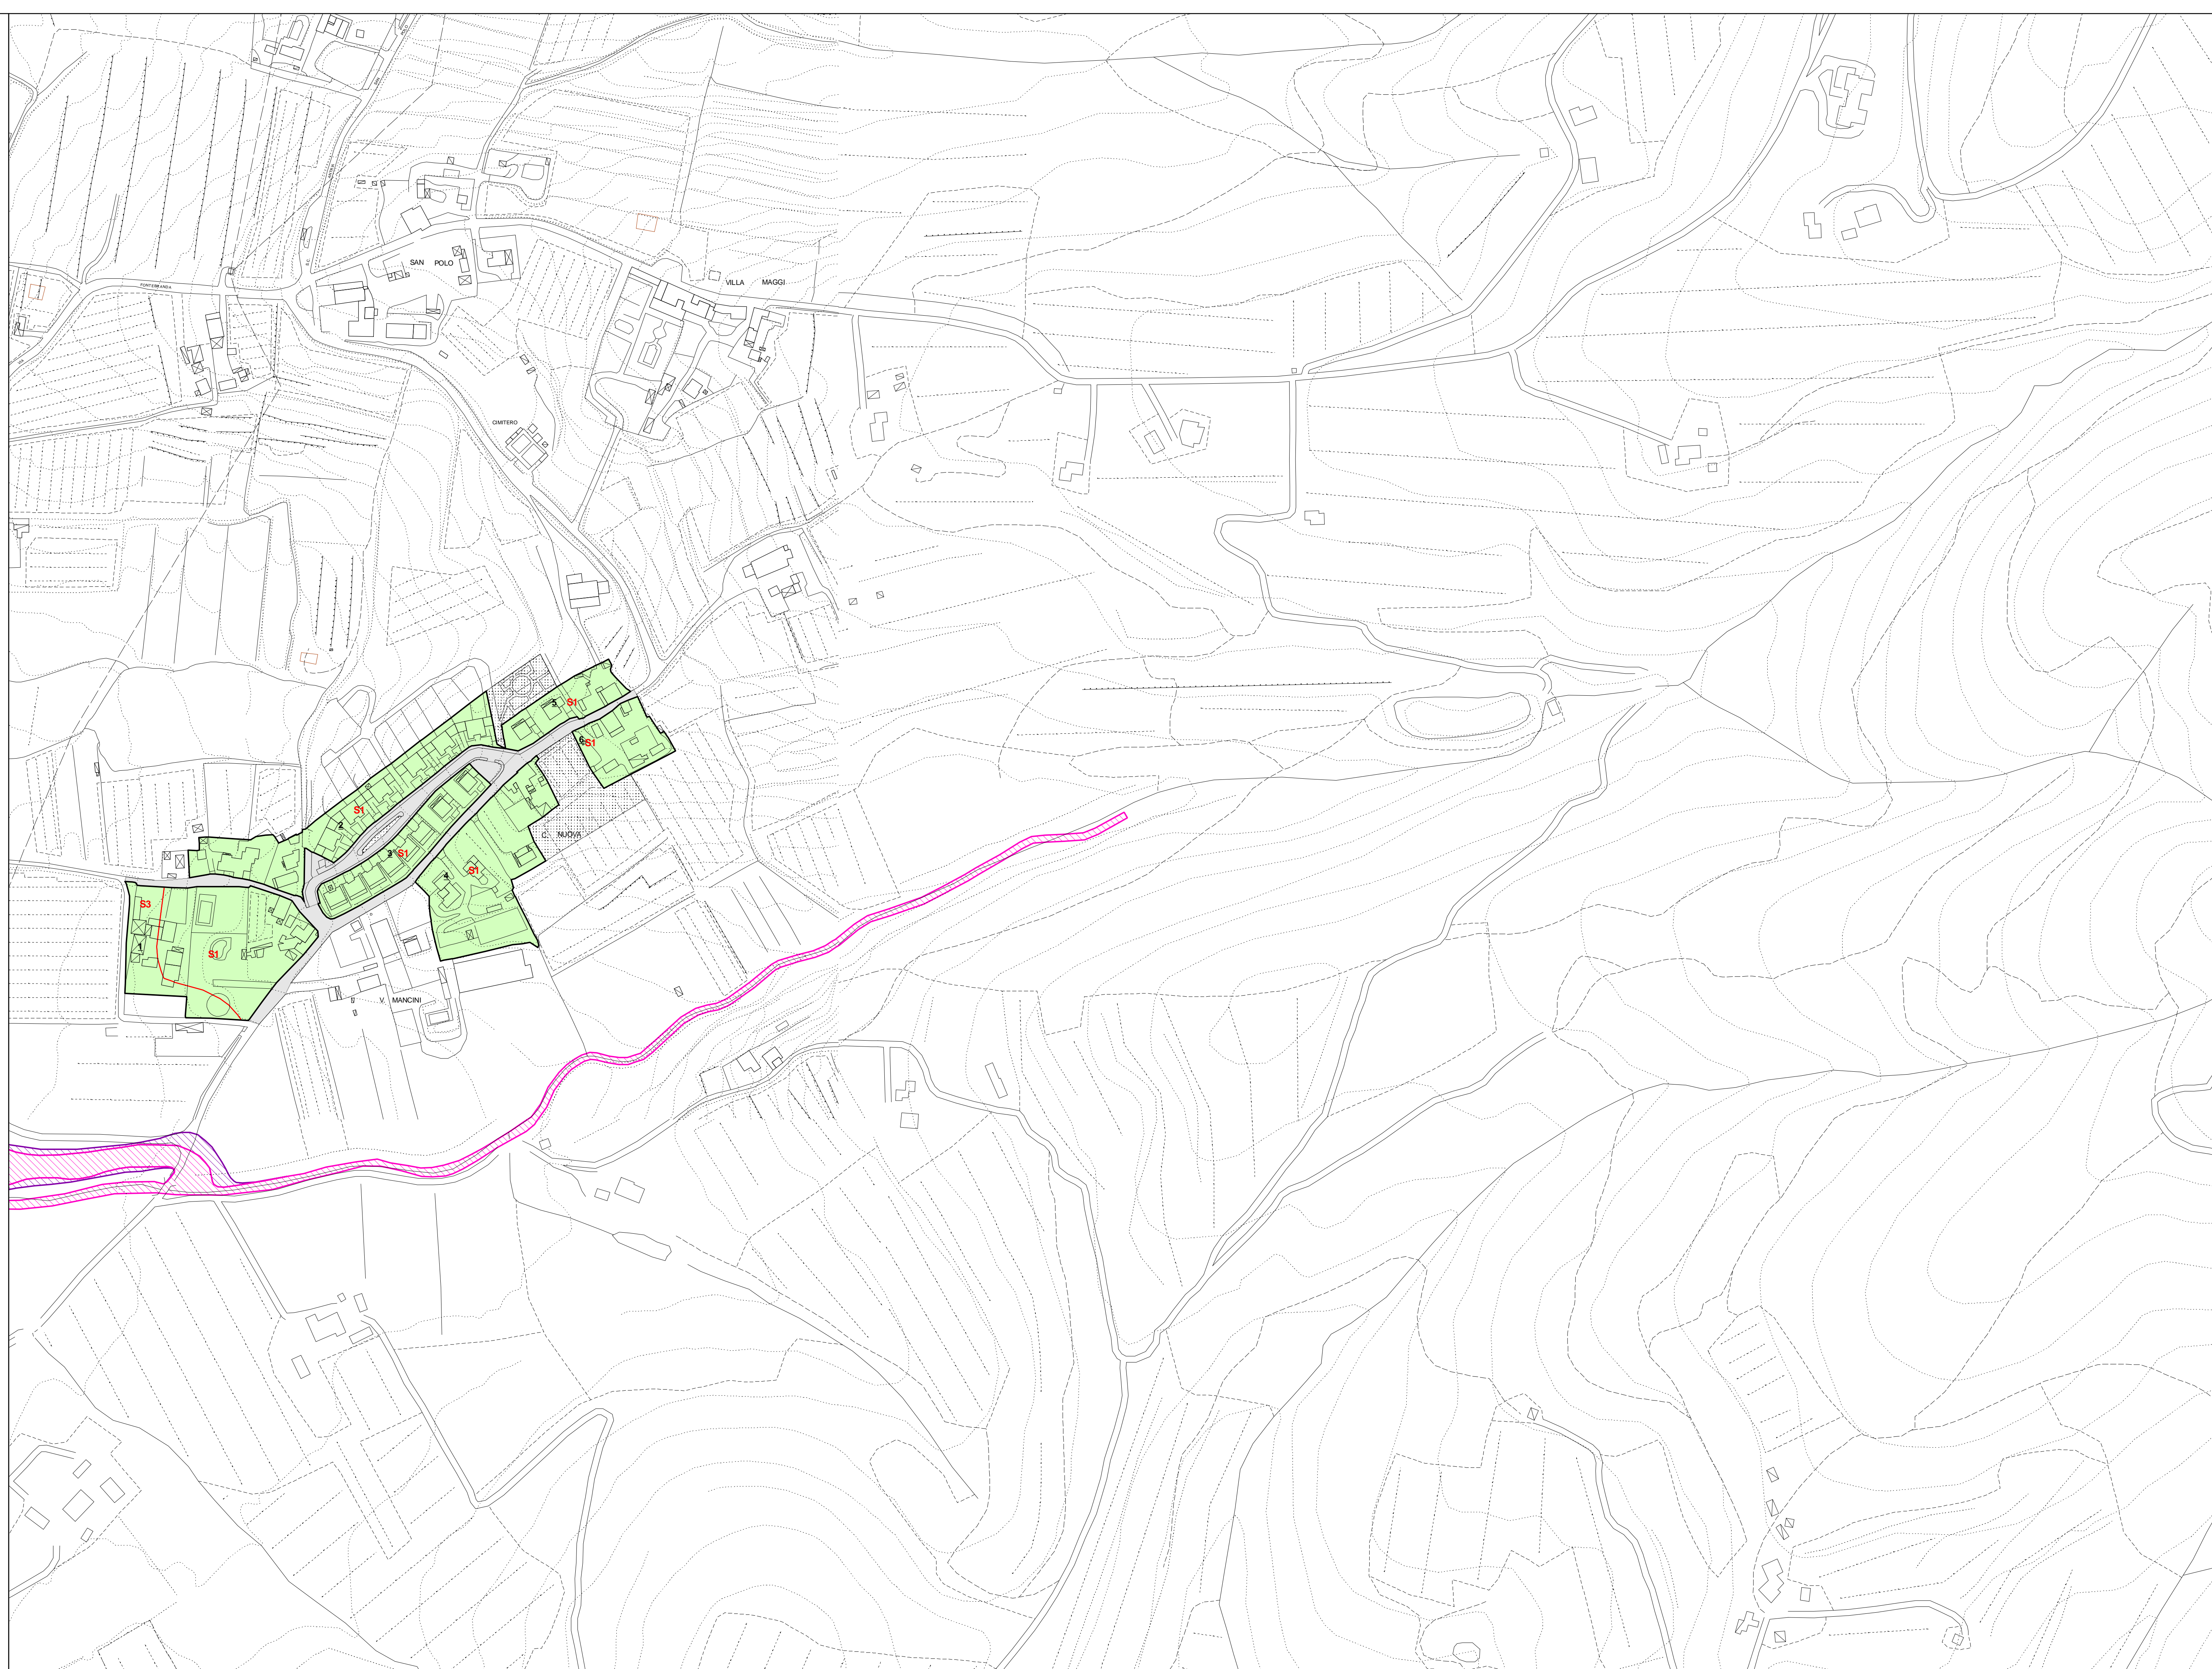 SAN POLO
VILLA MAGGI
FONTEBRANDA
CIMITERO
5 S1
6 S1
S1
2
C. NUOVA
3 S1
4 S1
S3
1
S1
V. MANCINI